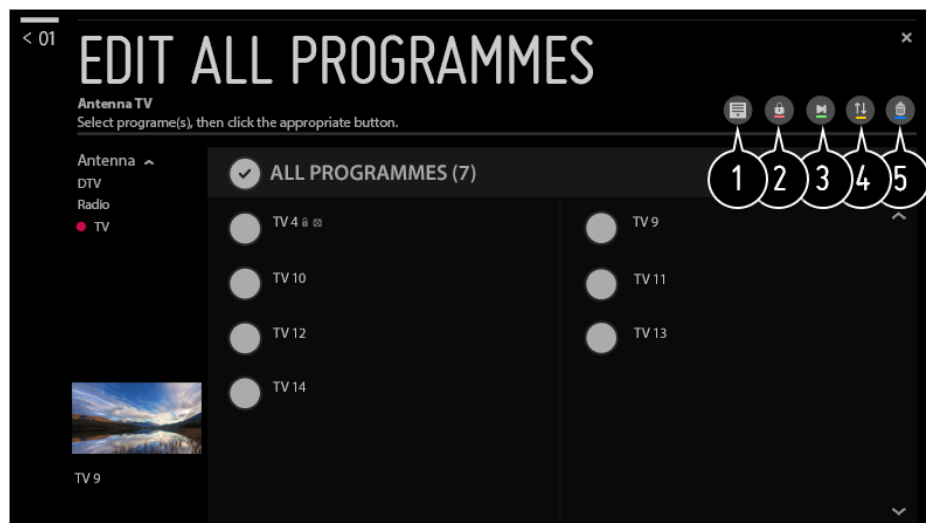 < 01
EDIT ALL PROGRAMMES
×
Antenna TV
Select programe(s), then click the appropriate button.
1 2 3 4 5
Antenna
DTV
Radio
TV
ALL PROGRAMMES (7)
TV 4
TV 9
TV 10
TV 11
TV 12
TV 13
TV 14
TV 9